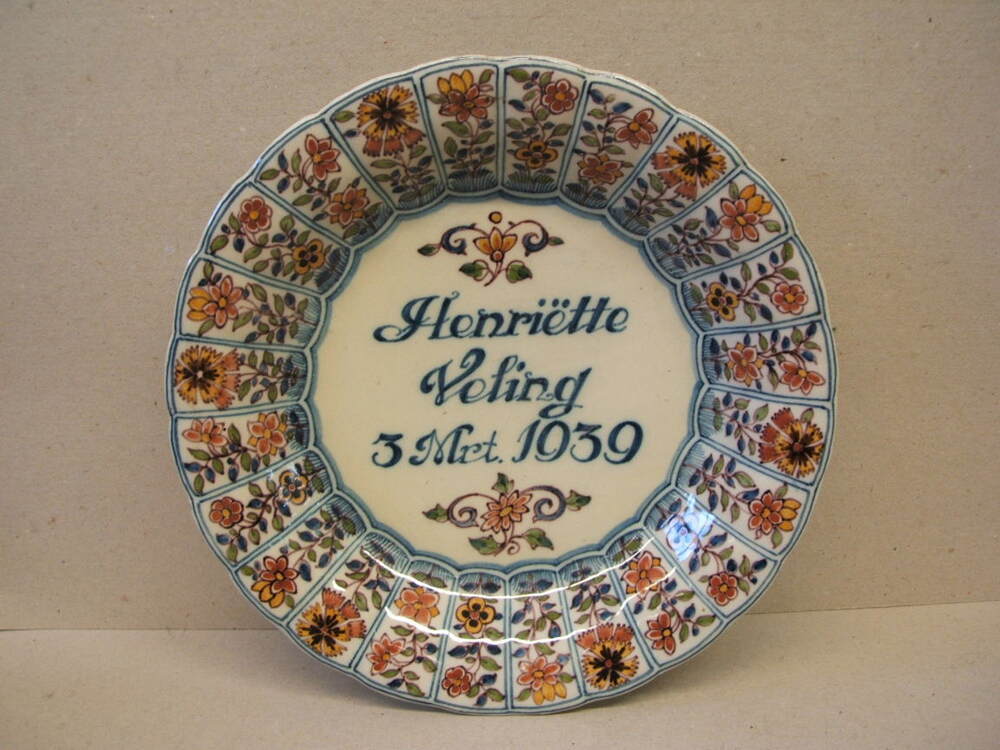 Henriëtte
Veling
3 Mrt. 1939